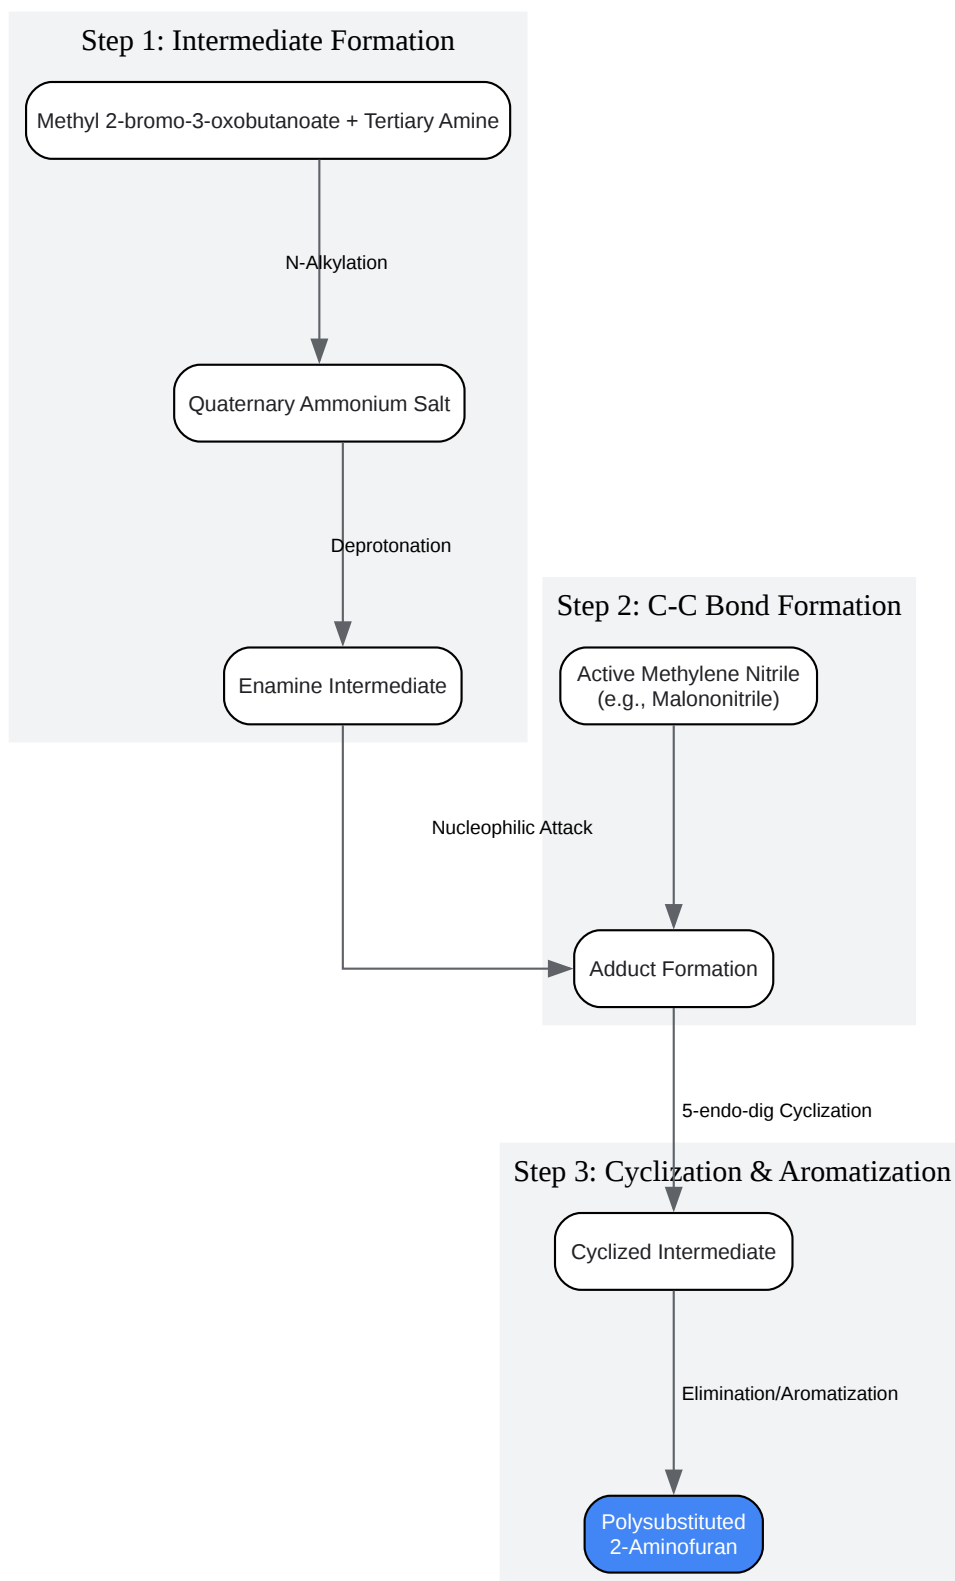 Step 1: Intermediate Formation
Methyl 2-bromo-3-oxobutanoate + Tertiary Amine
N-Alkylation
Quaternary Ammonium Salt
Deprotonation
Enamine Intermediate
Step 2: C-C Bond Formation
Active Methylene Nitrile
(e.g., Malononitrile)
Nucleophilic Attack
Adduct Formation
5-endo-dig Cyclization
Step 3: Cyclization & Aromatization
Cyclized Intermediate
Elimination/Aromatization
Polysubstituted
2-Aminofuran